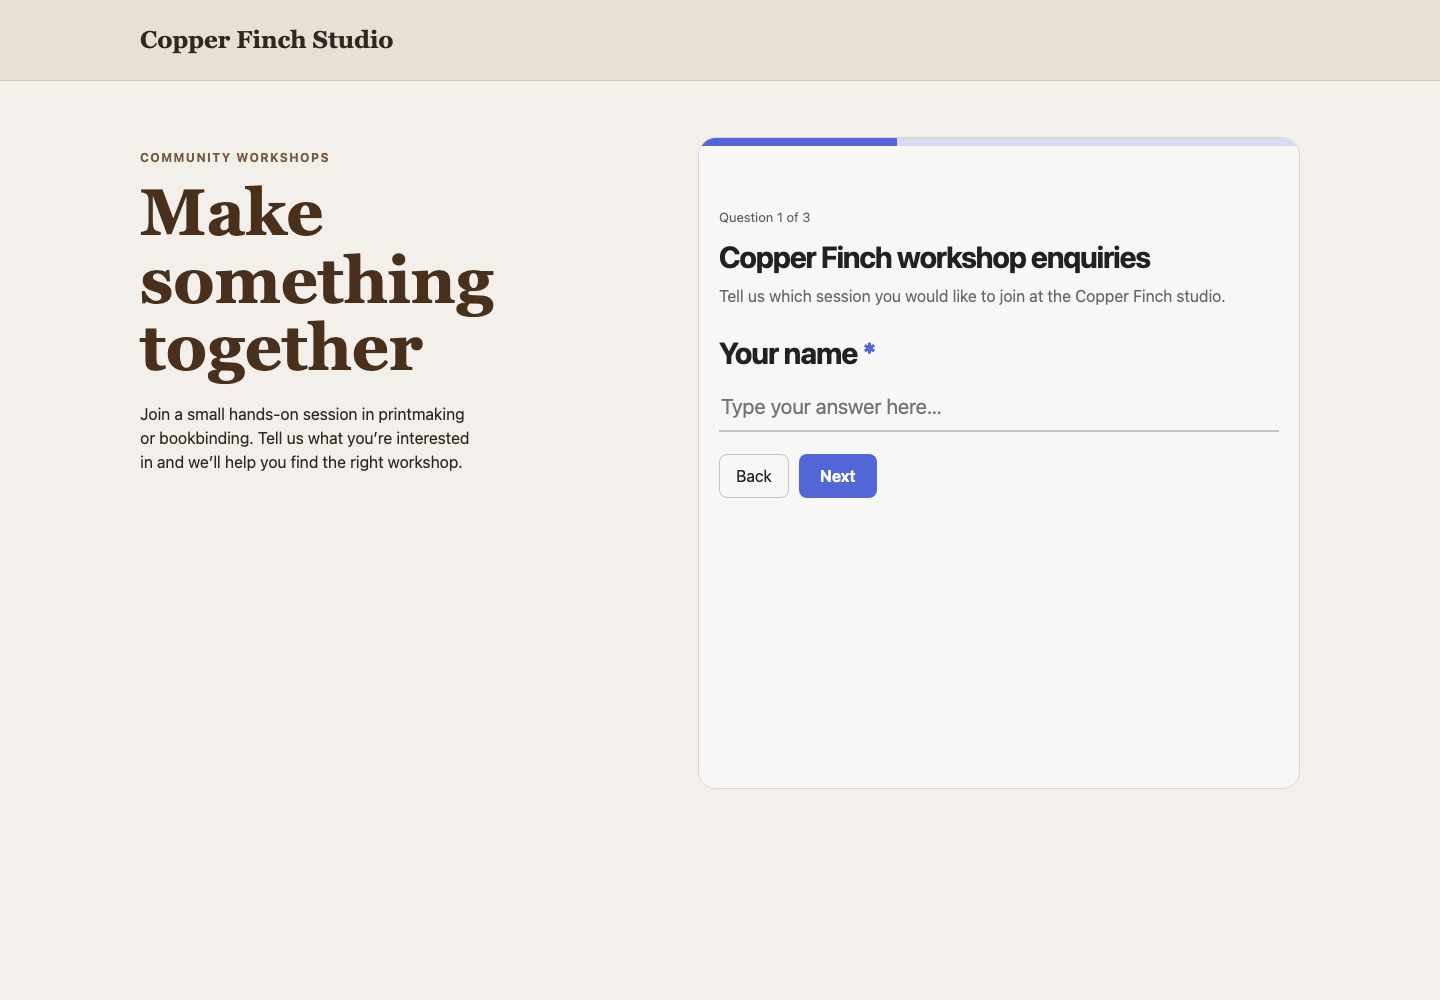 Copper Finch Studio
COMMUNITY WORKSHOPS
Make
something
together
Join a small hands-on session in printmaking
or bookbinding. Tell us what you’re interested
in and we’ll help you find the right workshop.
Question 1 of 3
Copper Finch workshop enquiries
Tell us which session you would like to join at the Copper Finch studio.
Your name *
Type your answer here...
Back
Next